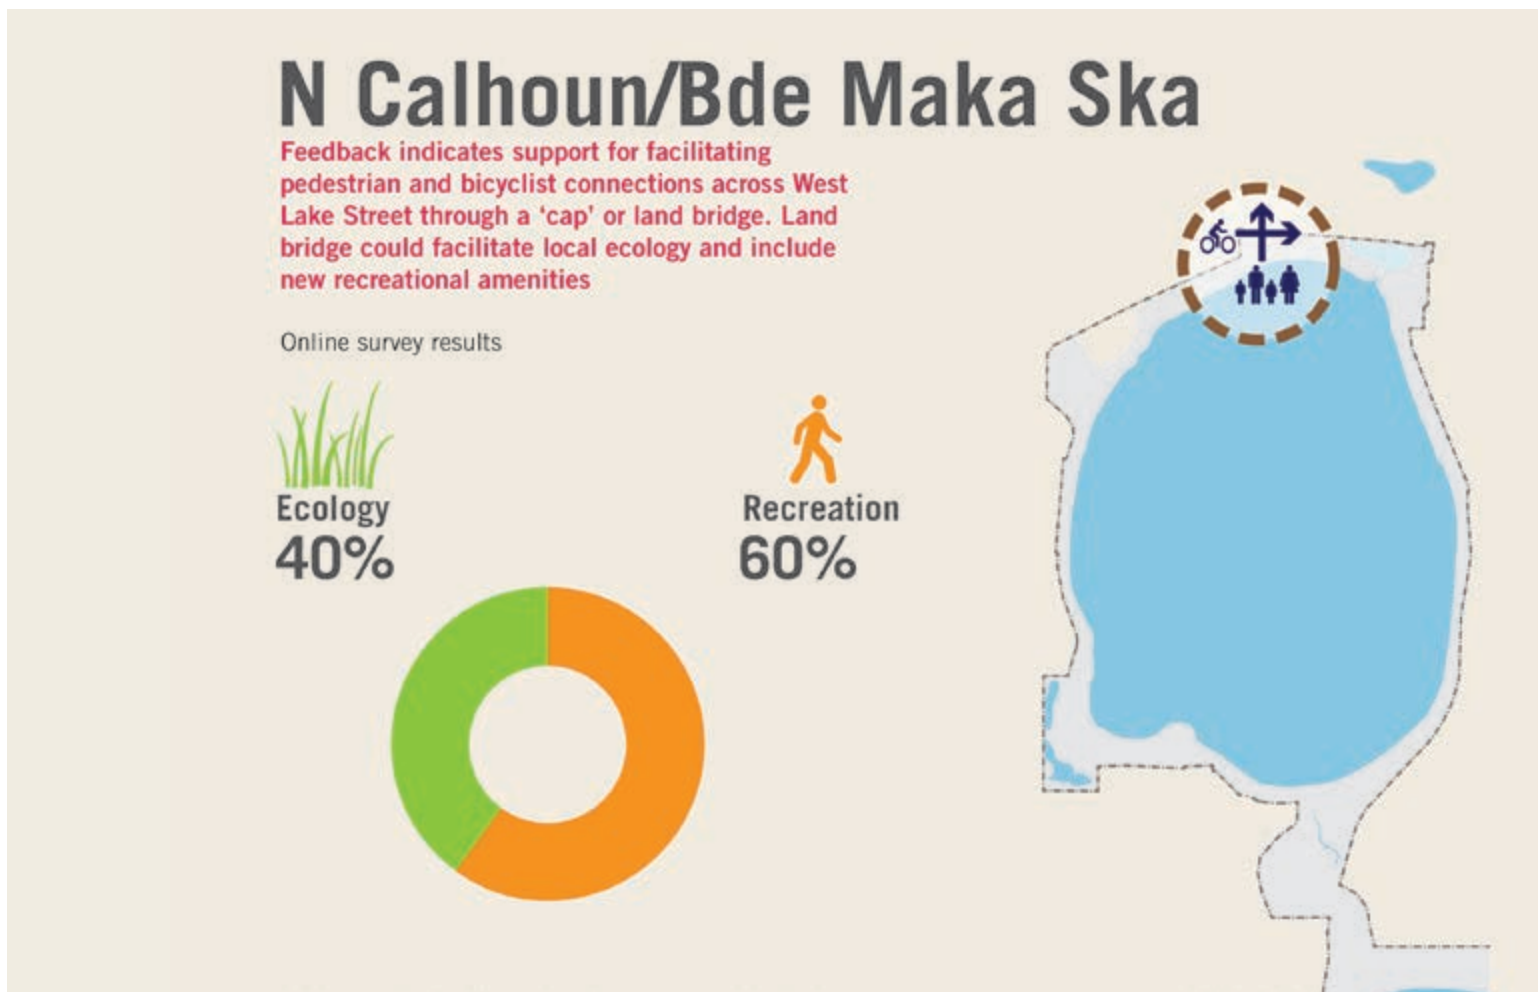 N Calhoun/Bde Maka Ska
Feedback indicates support for facilitating
pedestrian and bicyclist connections across West
Lake Street through a ‘cap’ or land bridge. Land
bridge could facilitate local ecology and include
new recreational amenities
Online survey results
Ecology
40%
Recreation
60%